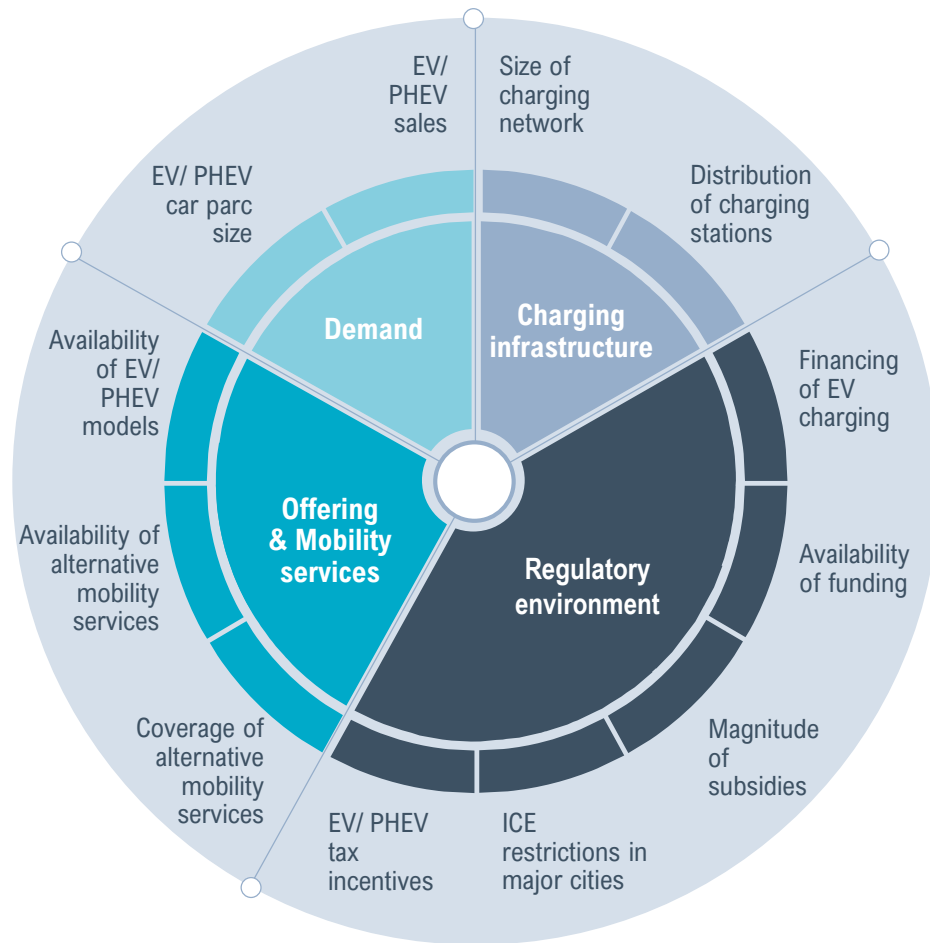 EV/
PHEV
sales
Size of
charging
network
EV/ PHEV
car parc
size
Distribution
of charging
stations
Demand
Charging
infrastructure
Availability
of EV/
PHEV
models
Financing
of EV
charging
Offering
& Mobility
services
Availability of
alternative
mobility
services
Regulatory
environment
Availability
of funding
Coverage of
alternative
mobility
services
Magnitude
of
subsidies
EV/ PHEV
tax
incentives
ICE
restrictions in
major cities